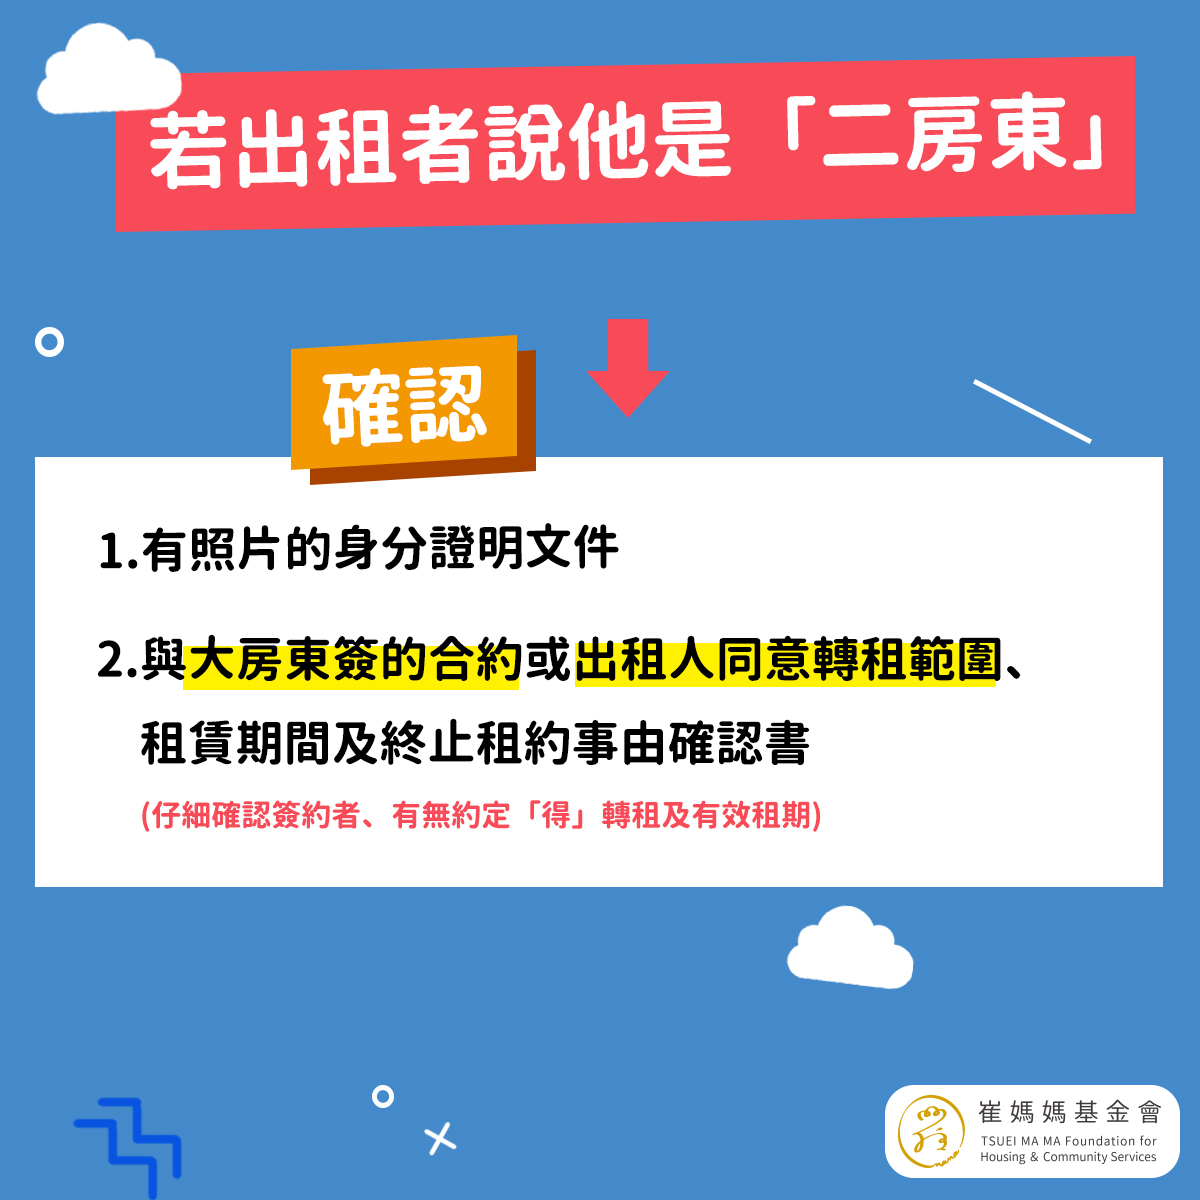 若出租者說他是「二房東」
確認
1.有照片的身分證明文件
2.與大房東簽的合約或出租人同意轉租範圍、
租賃期間及終止租約事由確認書
(仔細確認簽約者、有無約定「得」轉租及有效租期)
崔媽媽基金會
TSUEI MA MA Foundation for
Housing & Community Services